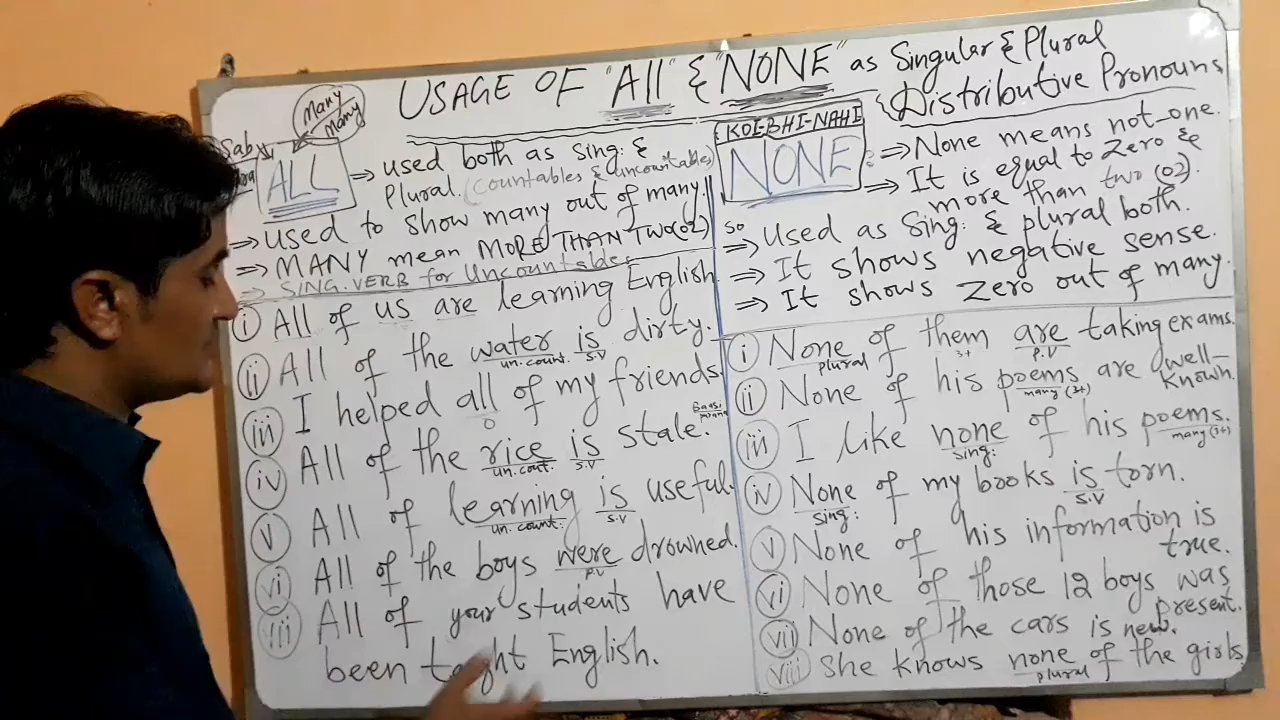 USAGE OF "All" & "NONE" as Singular & Plural
Distributive Pronouns
many
many
Sab
ALL
⇒ used both as sing: &
Plural. (countables & uncountables)
⇒ used to show many out of many.
⇒ MANY mean MORE THAN TWO(02)
⇒ SING.VERB for Uncountables
i All of us are learning English.
ii All of the water is dirty.
un.count. s.v
iii I helped all of my friends.
iv All of the rice is stale.
un.cout. s.v
v All of learning is useful.
un.count. s.v
vi All of the boys were drowned.
P.V
iii All of your students have
been taught English.
KOI-BHI-NAHI
NONE
⇒ None means not-one.
⇒ It is equal to zero &
more than two (02).
so
⇒ Used as Sing: & plural both.
⇒ It shows negative sense.
⇒ It shows zero out of many.
i None of them are taking exams.
plural 3+ P.V
ii None of his poems are well-
many (3+) known.
iii I like none of his poems.
sing: many (3+)
iv None of my books is torn.
sing: s.v
v None of his information is
true.
vi None of those 12 boys was
present.
vii None of the cars is new.
viii She knows none of the girls
plural